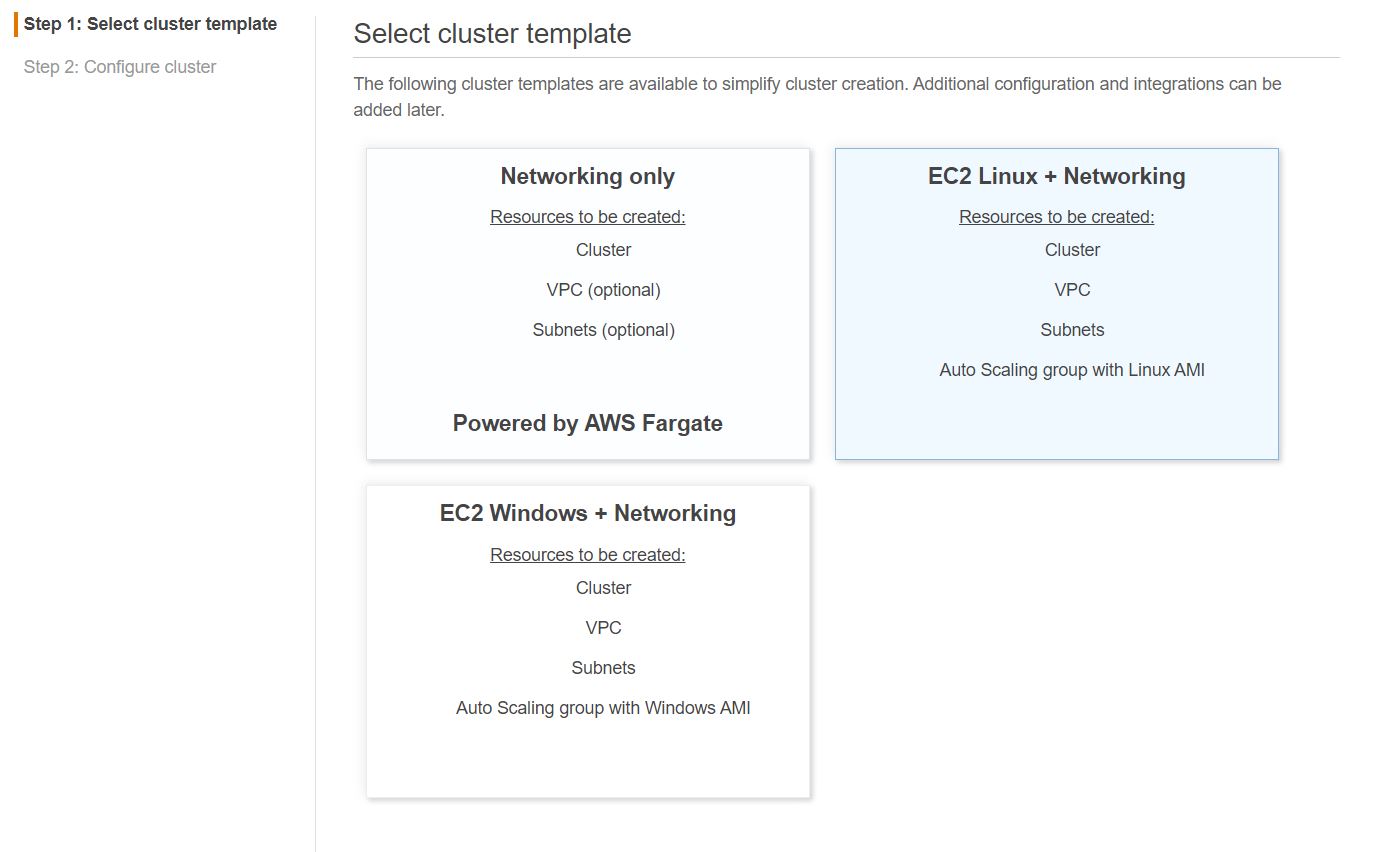 Step 1: Select cluster template
Step 2: Configure cluster
Select cluster template
The following cluster templates are available to simplify cluster creation. Additional configuration and integrations can be
added later.
Networking only
Resources to be created:
Cluster
VPC (optional)
Subnets (optional)
Powered by AWS Fargate
EC2 Linux + Networking
Resources to be created:
Cluster
VPC
Subnets
Auto Scaling group with Linux AMI
EC2 Windows + Networking
Resources to be created:
Cluster
VPC
Subnets
Auto Scaling group with Windows AMI